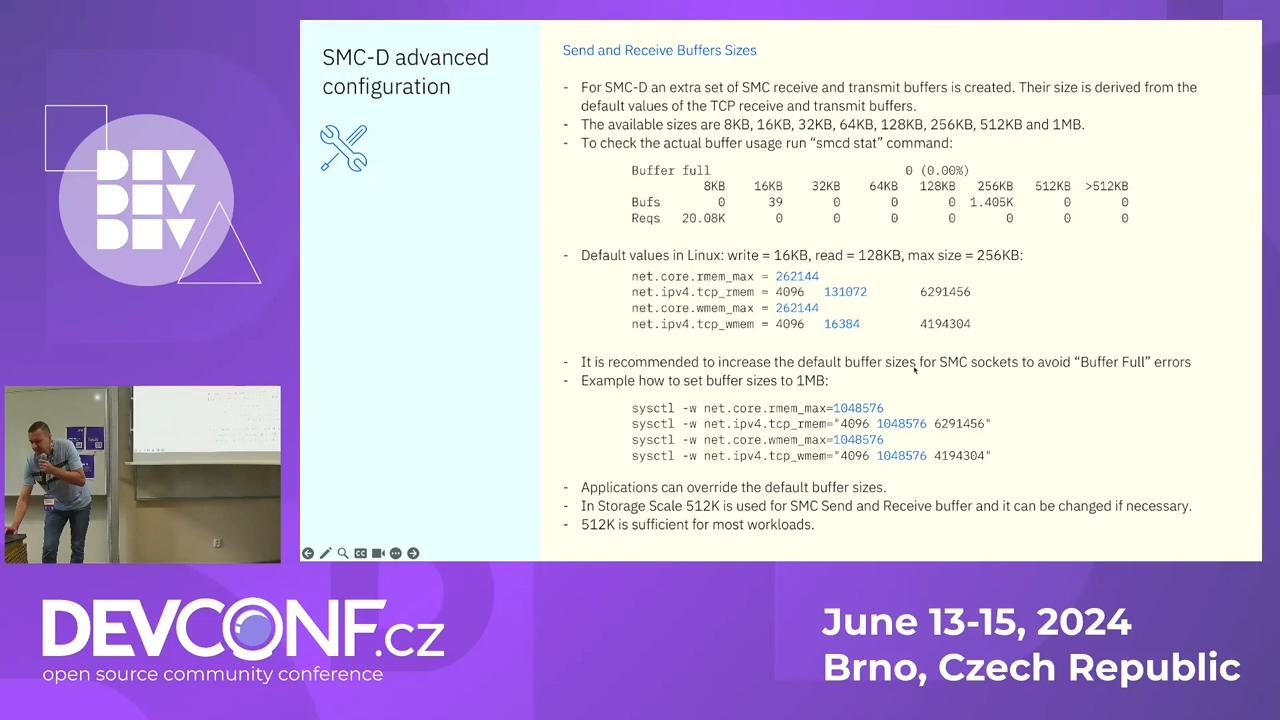 SMC-D advanced
configuration
Send and Receive Buffers Sizes
- For SMC-D an extra set of SMC receive and transmit buffers is created. Their size is derived from the
default values of the TCP receive and transmit buffers.
- The available sizes are 8KB, 16KB, 32KB, 64KB, 128KB, 256KB, 512KB and 1MB.
- To check the actual buffer usage run “smcd stat” command:
Buffer full 0 (0.00%)
8KB 16KB 32KB 64KB 128KB 256KB 512KB >512KB
Bufs 0 39 0 0 0 1.405K 0 0
Reqs 20.08K 0 0 0 0 0 0 0
- Default values in Linux: write = 16KB, read = 128KB, max size = 256KB:
net.core.rmem_max = 262144
net.ipv4.tcp_rmem = 4096 131072 6291456
net.core.wmem_max = 262144
net.ipv4.tcp_wmem = 4096 16384 4194304
- It is recommended to increase the default buffer sizes for SMC sockets to avoid “Buffer Full” errors
- Example how to set buffer sizes to 1MB:
sysctl -w net.core.rmem_max=1048576
sysctl -w net.ipv4.tcp_rmem="4096 1048576 6291456"
sysctl -w net.core.wmem_max=1048576
sysctl -w net.ipv4.tcp_wmem="4096 1048576 4194304"
- Applications can override the default buffer sizes.
- In Storage Scale 512K is used for SMC Send and Receive buffer and it can be changed if necessary.
- 512K is sufficient for most workloads.
CC
DEV
DEV
DEV
DEVCONF.cz
open source community conference
June 13-15, 2024
Brno, Czech Republic